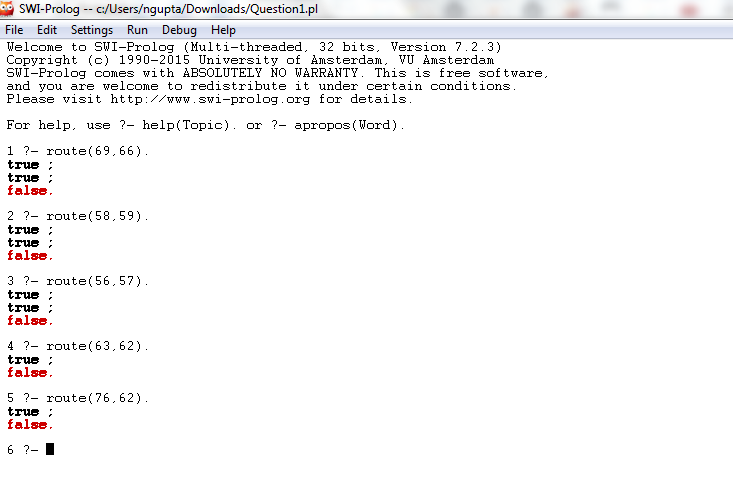 SWI-Prolog -- c:/Users/ngupta/Downloads/Question1.pl
File Edit Settings Run Debug Help
Welcome to SWI-Prolog (Multi-threaded, 32 bits, Version 7.2.3)
Copyright (c) 1990-2015 University of Amsterdam, VU Amsterdam
SWI-Prolog comes with ABSOLUTELY NO WARRANTY. This is free software,
and you are welcome to redistribute it under certain conditions.
Please visit http://www.swi-prolog.org for details.
For help, use ?- help(Topic). or ?- apropos(Word).
1 ?- route(69,66).
true ;
true ;
false.
2 ?- route(58,59).
true ;
true ;
false.
3 ?- route(56,57).
true ;
true ;
false.
4 ?- route(63,62).
true ;
false.
5 ?- route(76,62).
true ;
false.
6 ?-